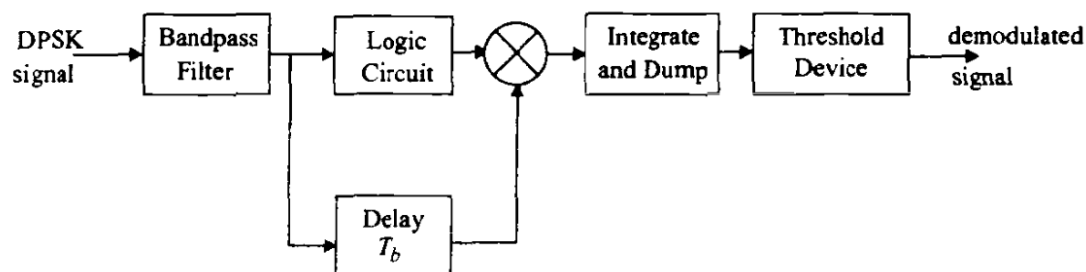 DPSK
signal
Bandpass
Filter
Logic
Circuit
Integrate
and Dump
Threshold
Device
demodulated
signal
Delay
T_b